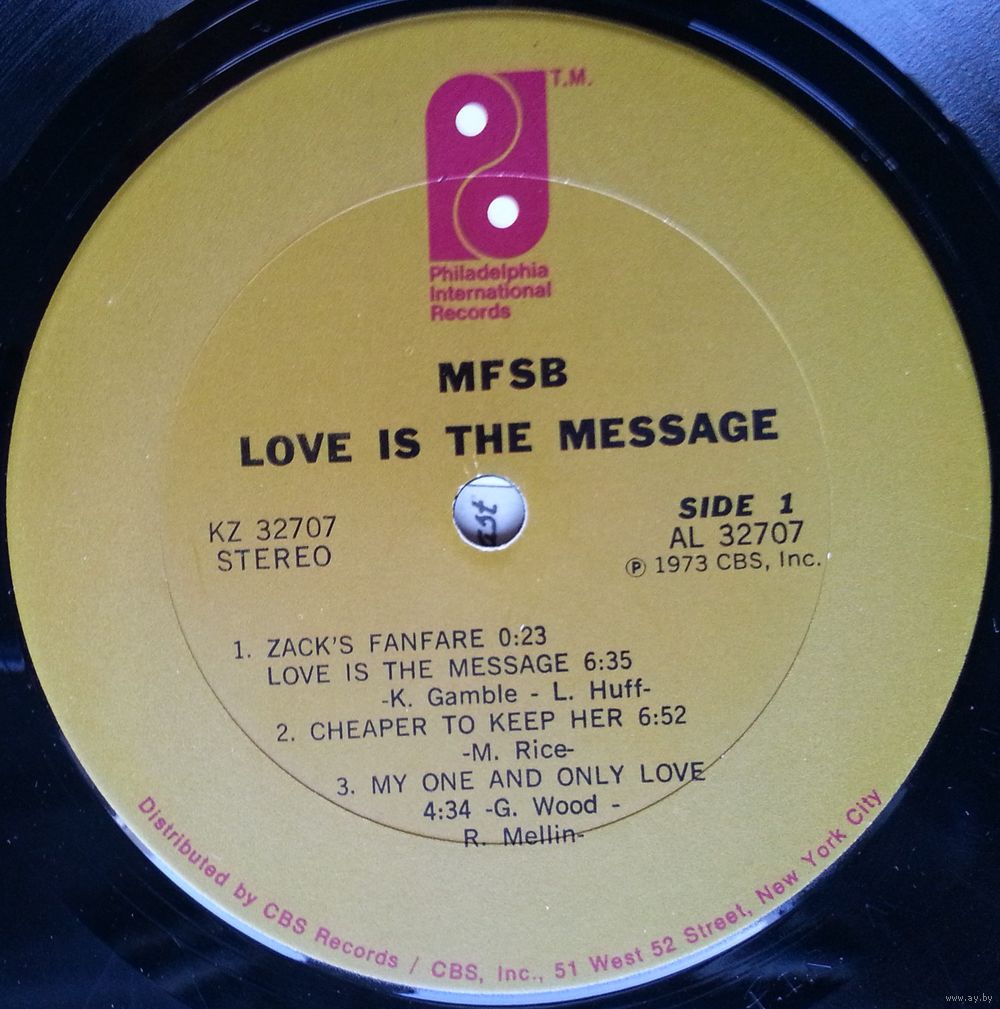 T.M.
Philadelphia
International
Records
MFSB
LOVE IS THE MESSAGE
KZ 32707
STEREO
SIDE 1
AL 32707
Ⓟ 1973 CBS, Inc.
1. ZACK'S FANFARE 0:23
LOVE IS THE MESSAGE 6:35
-K. Gamble - L. Huff-
2. CHEAPER TO KEEP HER 6:52
-M. Rice-
3. MY ONE AND ONLY LOVE
4:34 -G. Wood -
R. Mellin-
Distributed by CBS Records / CBS, Inc., 51 West 52 Street, New York City
www.ay.by